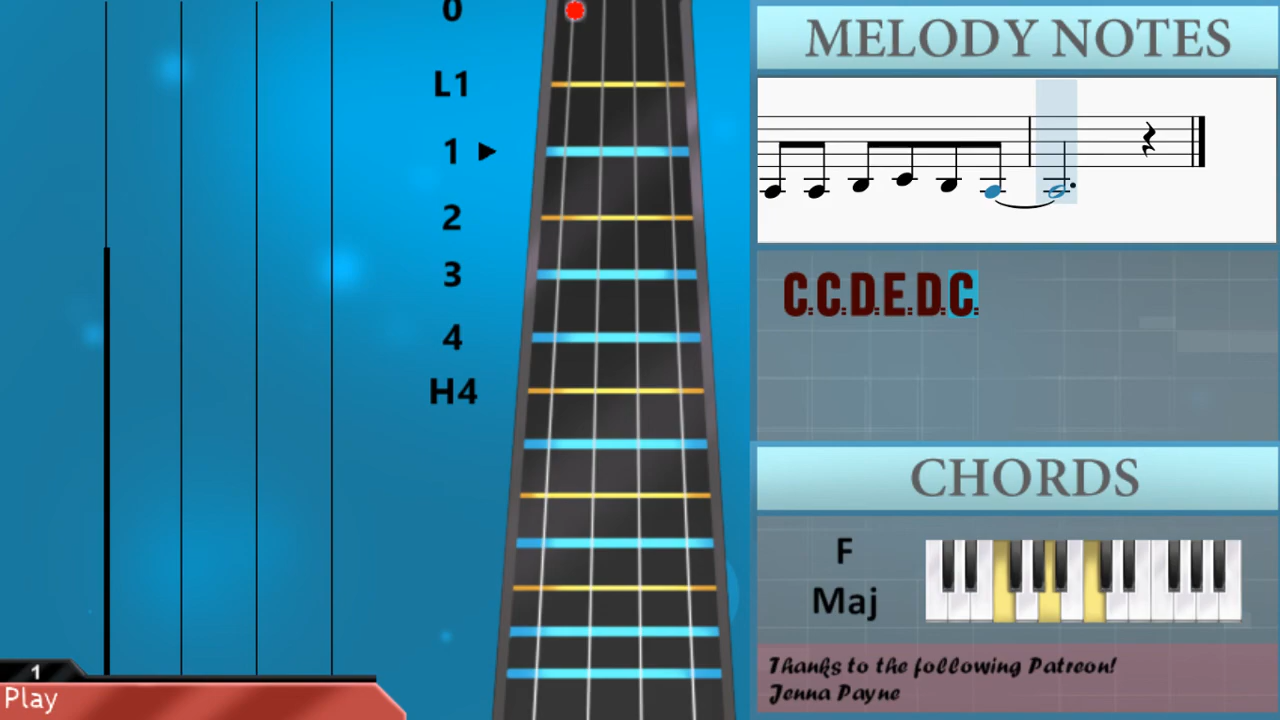 0
L1
1
2
3
4
H4
1
Play
MELODY NOTES
C.C.D.E.D.C.
CHORDS
F
Maj
Thanks to the following Patreon!
Jenna Payne